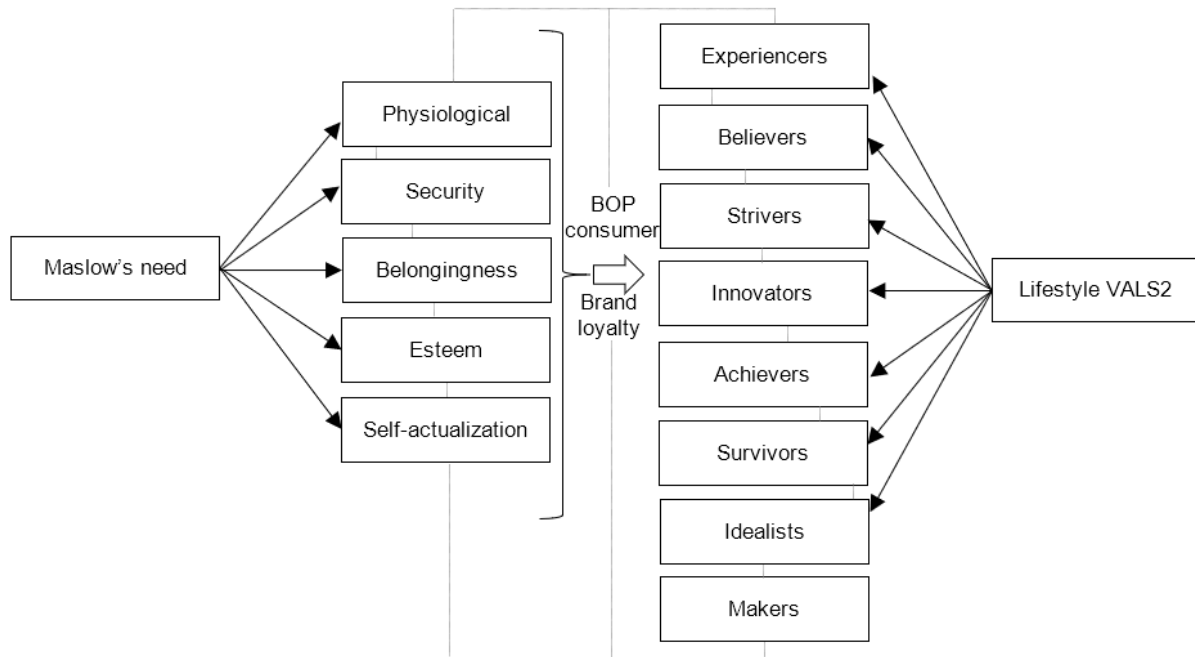 Maslow's need
Physiological
Security
Belongingness
Esteem
Self-actualization
BOP
consumer
Brand
loyalty
Experiencers
Believers
Strivers
Innovators
Achievers
Survivors
Idealists
Makers
Lifestyle VALS2